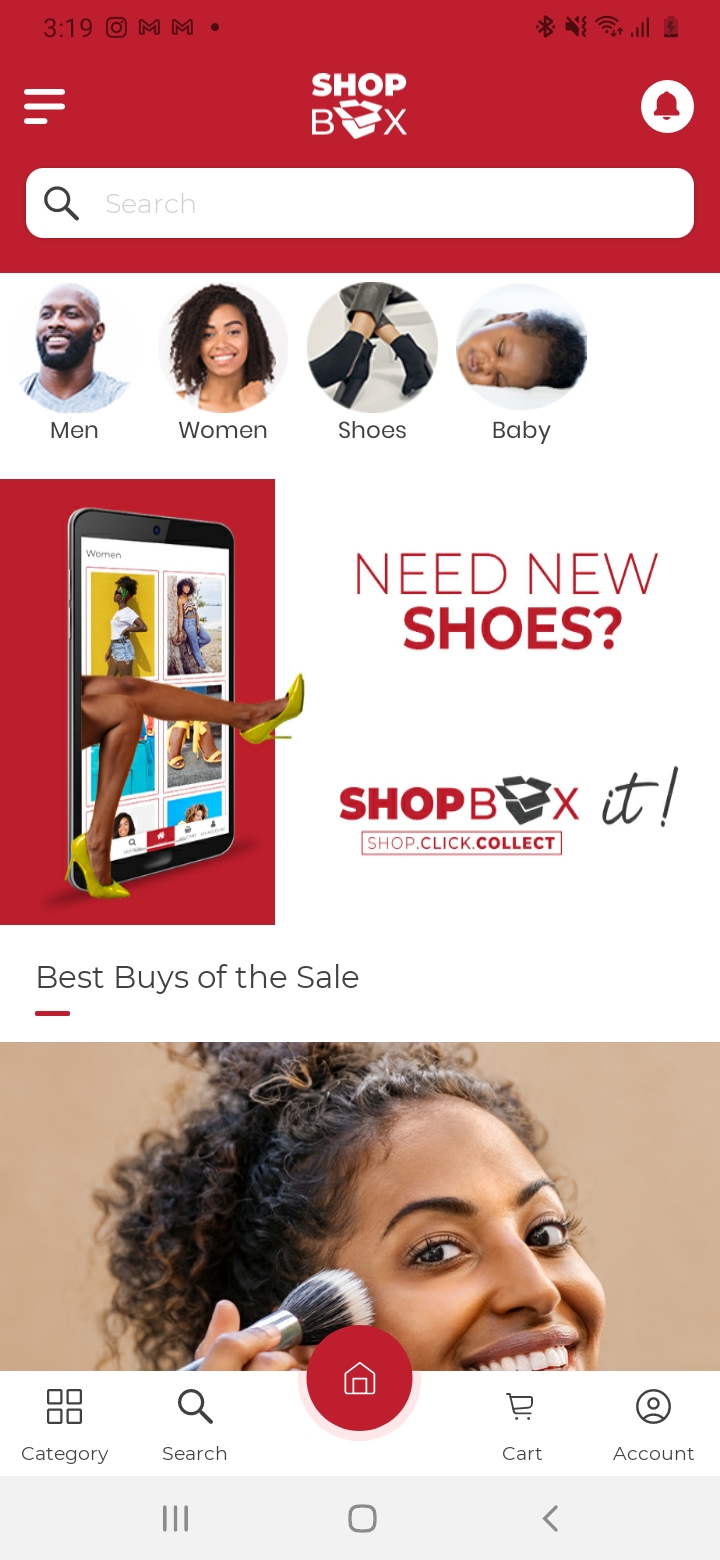 3:19
SHOP
BOX
Search
Men
Women
Shoes
Baby
Women
NEED NEW
SHOES?
SHOPBOX it!
SHOP.CLICK.COLLECT
Best Buys of the Sale
Category
Search
Cart
Account